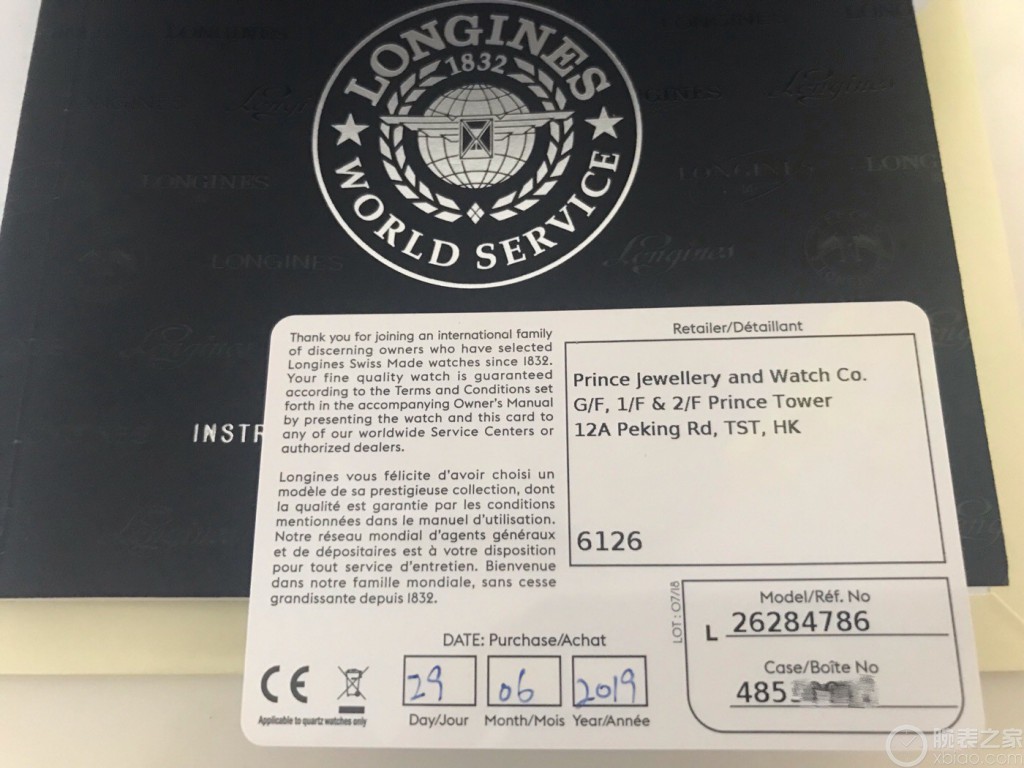 LONGINES
1832
WORLD SERVICE
LONGINES
Longines
LONGINES
Longines
LONGINES
INSTR
Thank you for joining an international family
of discerning owners who have selected
Longines Swiss Made watches since 1832.
Your fine quality watch is guaranteed
according to the Terms and Conditions set
forth in the accompanying Owner's Manual
by presenting the watch and this card to
any of our worldwide Service Centers or
authorized dealers.
Longines vous félicite d'avoir choisi un
modèle de sa prestigieuse collection, dont
la qualité est garantie par les conditions
mentionnées dans le manuel d'utilisation.
Notre réseau mondial d'agents généraux
et de dépositaires est à votre disposition
pour tout service d'entretien. Bienvenue
dans notre famille mondiale, sans cesse
grandissante depuis 1832.
Retailer/Détaillant
Prince Jewellery and Watch Co.
G/F, 1/F & 2/F Prince Tower
12A Peking Rd, TST, HK
6126
LOT : 07/18
Model/Réf. No
L 26284786
Case/Boîte No
485
DATE: Purchase/Achat
29 06 2019
Day/Jour Month/Mois Year/Année
CE
Applicable to quartz watches only
腕表之家
xbiao.com